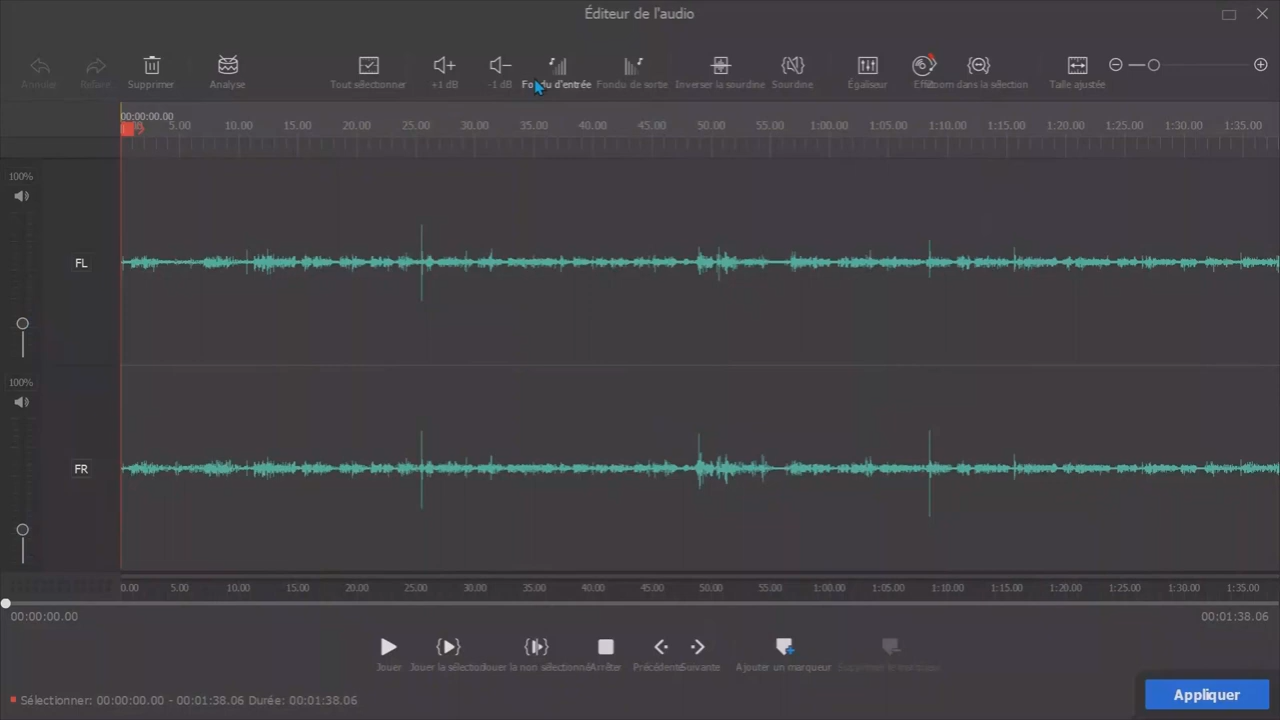 Éditeur de l'audio
Annuler Refaire Supprimer Analyse Tout sélectionner +1 dB -1 dB Fondu d'entrée Fondu de sortie Inverser la sourdine Sourdine Égaliseur Effet Zoom dans la sélection Taille ajustée
00:00:00.00
5.00 10.00 15.00 20.00 25.00 30.00 35.00 40.00 45.00 50.00 55.00 1:00.00 1:05.00 1:10.00 1:15.00 1:20.00 1:25.00 1:30.00 1:35.00
100%
FL
100%
FR
0.00 5.00 10.00 15.00 20.00 25.00 30.00 35.00 40.00 45.00 50.00 55.00 1:00.00 1:05.00 1:10.00 1:15.00 1:20.00 1:25.00 1:30.00 1:35.00
00:00:00.00 00:01:38.06
Jouer Jouer la sélection Jouer la non sélectionné Arrêter Précédente Suivante Ajouter un marqueur Supprimer le marqueur
Sélectionner: 00:00:00.00 - 00:01:38.06 Durée: 00:01:38.06
Appliquer